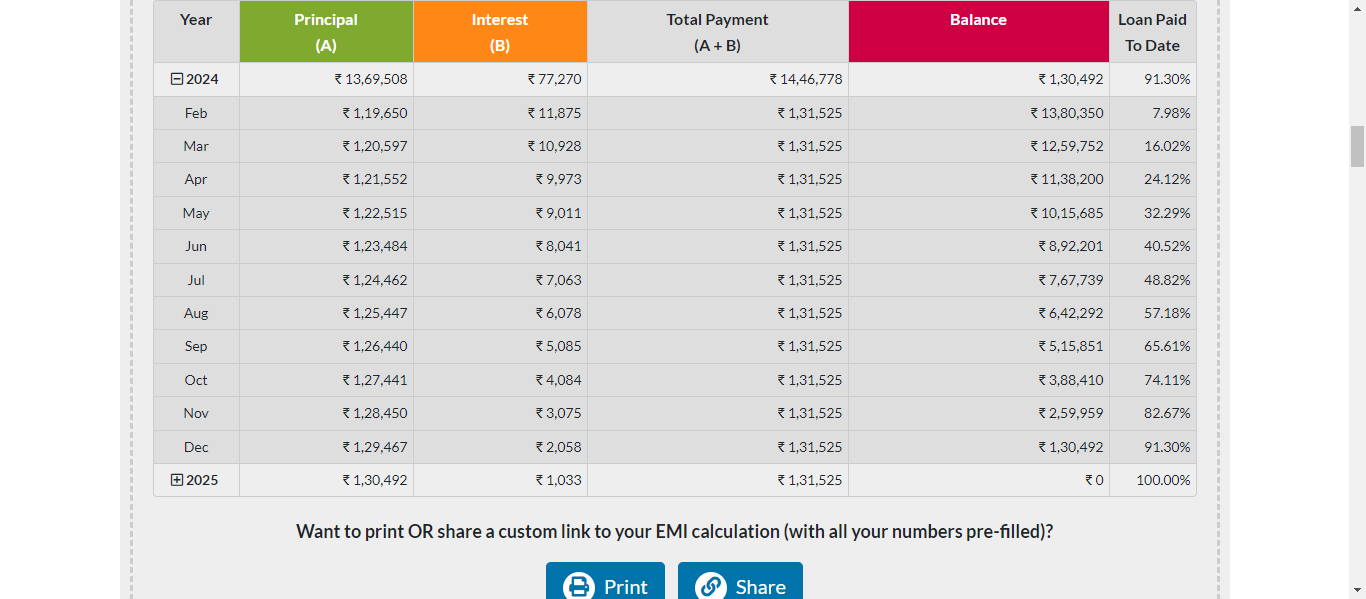 Year Principal Interest Total Payment Balance Loan Paid
(A) (B) (A + B) To Date
2024 ₹ 13,69,508 ₹ 77,270 ₹ 14,46,778 ₹ 1,30,492 91.30%
Feb ₹ 1,19,650 ₹ 11,875 ₹ 1,31,525 ₹ 13,80,350 7.98%
Mar ₹ 1,20,597 ₹ 10,928 ₹ 1,31,525 ₹ 12,59,752 16.02%
Apr ₹ 1,21,552 ₹ 9,973 ₹ 1,31,525 ₹ 11,38,200 24.12%
May ₹ 1,22,515 ₹ 9,011 ₹ 1,31,525 ₹ 10,15,685 32.29%
Jun ₹ 1,23,484 ₹ 8,041 ₹ 1,31,525 ₹ 8,92,201 40.52%
Jul ₹ 1,24,462 ₹ 7,063 ₹ 1,31,525 ₹ 7,67,739 48.82%
Aug ₹ 1,25,447 ₹ 6,078 ₹ 1,31,525 ₹ 6,42,292 57.18%
Sep ₹ 1,26,440 ₹ 5,085 ₹ 1,31,525 ₹ 5,15,851 65.61%
Oct ₹ 1,27,441 ₹ 4,084 ₹ 1,31,525 ₹ 3,88,410 74.11%
Nov ₹ 1,28,450 ₹ 3,075 ₹ 1,31,525 ₹ 2,59,959 82.67%
Dec ₹ 1,29,467 ₹ 2,058 ₹ 1,31,525 ₹ 1,30,492 91.30%
2025 ₹ 1,30,492 ₹ 1,033 ₹ 1,31,525 ₹ 0 100.00%
Want to print OR share a custom link to your EMI calculation (with all your numbers pre-filled)?
Print Share